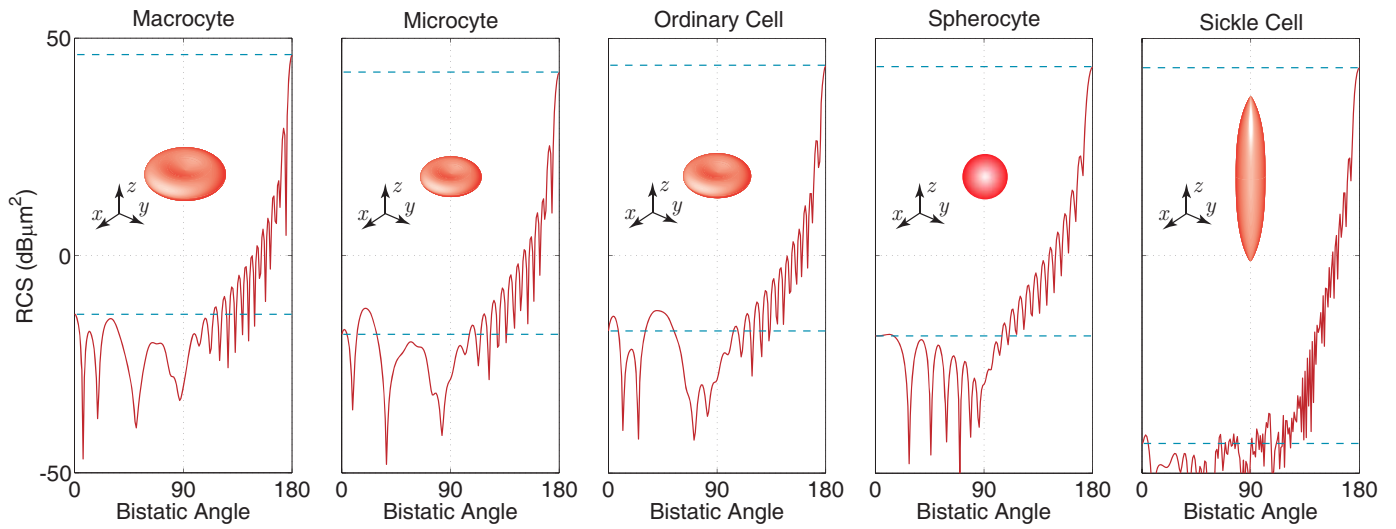 Macrocyte Microcyte Ordinary Cell Spherocyte Sickle Cell
50
0
-50
RCS (dBµm²)
z x y
z x y
z x y
z x y
z x y
0 90 180 0 90 180 0 90 180 0 90 180 0 90 180
Bistatic Angle Bistatic Angle Bistatic Angle Bistatic Angle Bistatic Angle